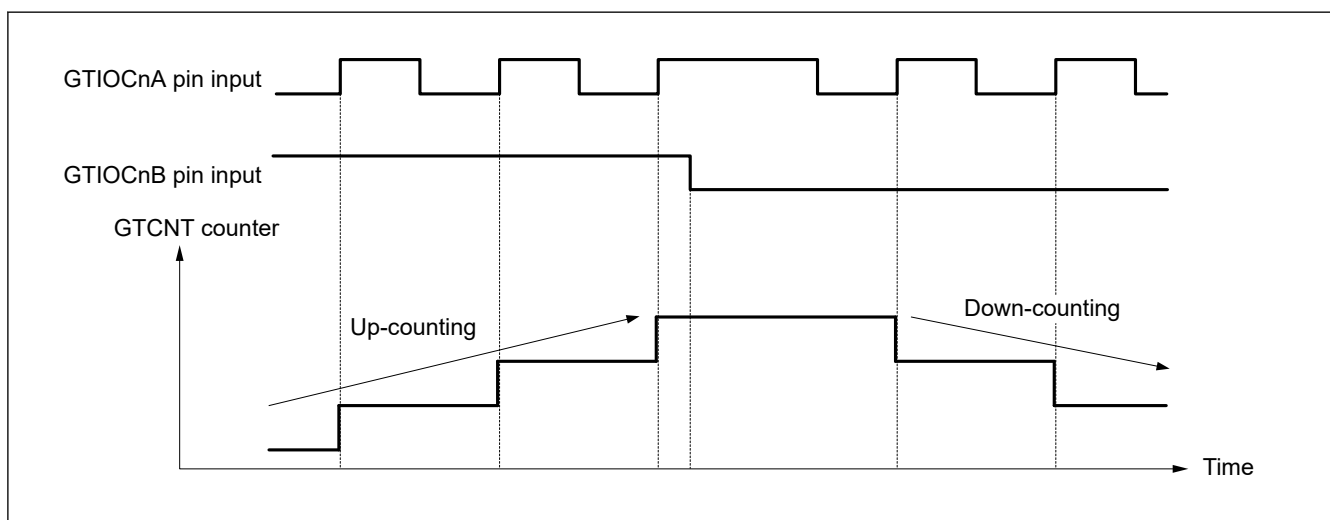 GTIOCnA pin input
GTIOCnB pin input
GTCNT counter
Up-counting
Down-counting
Time